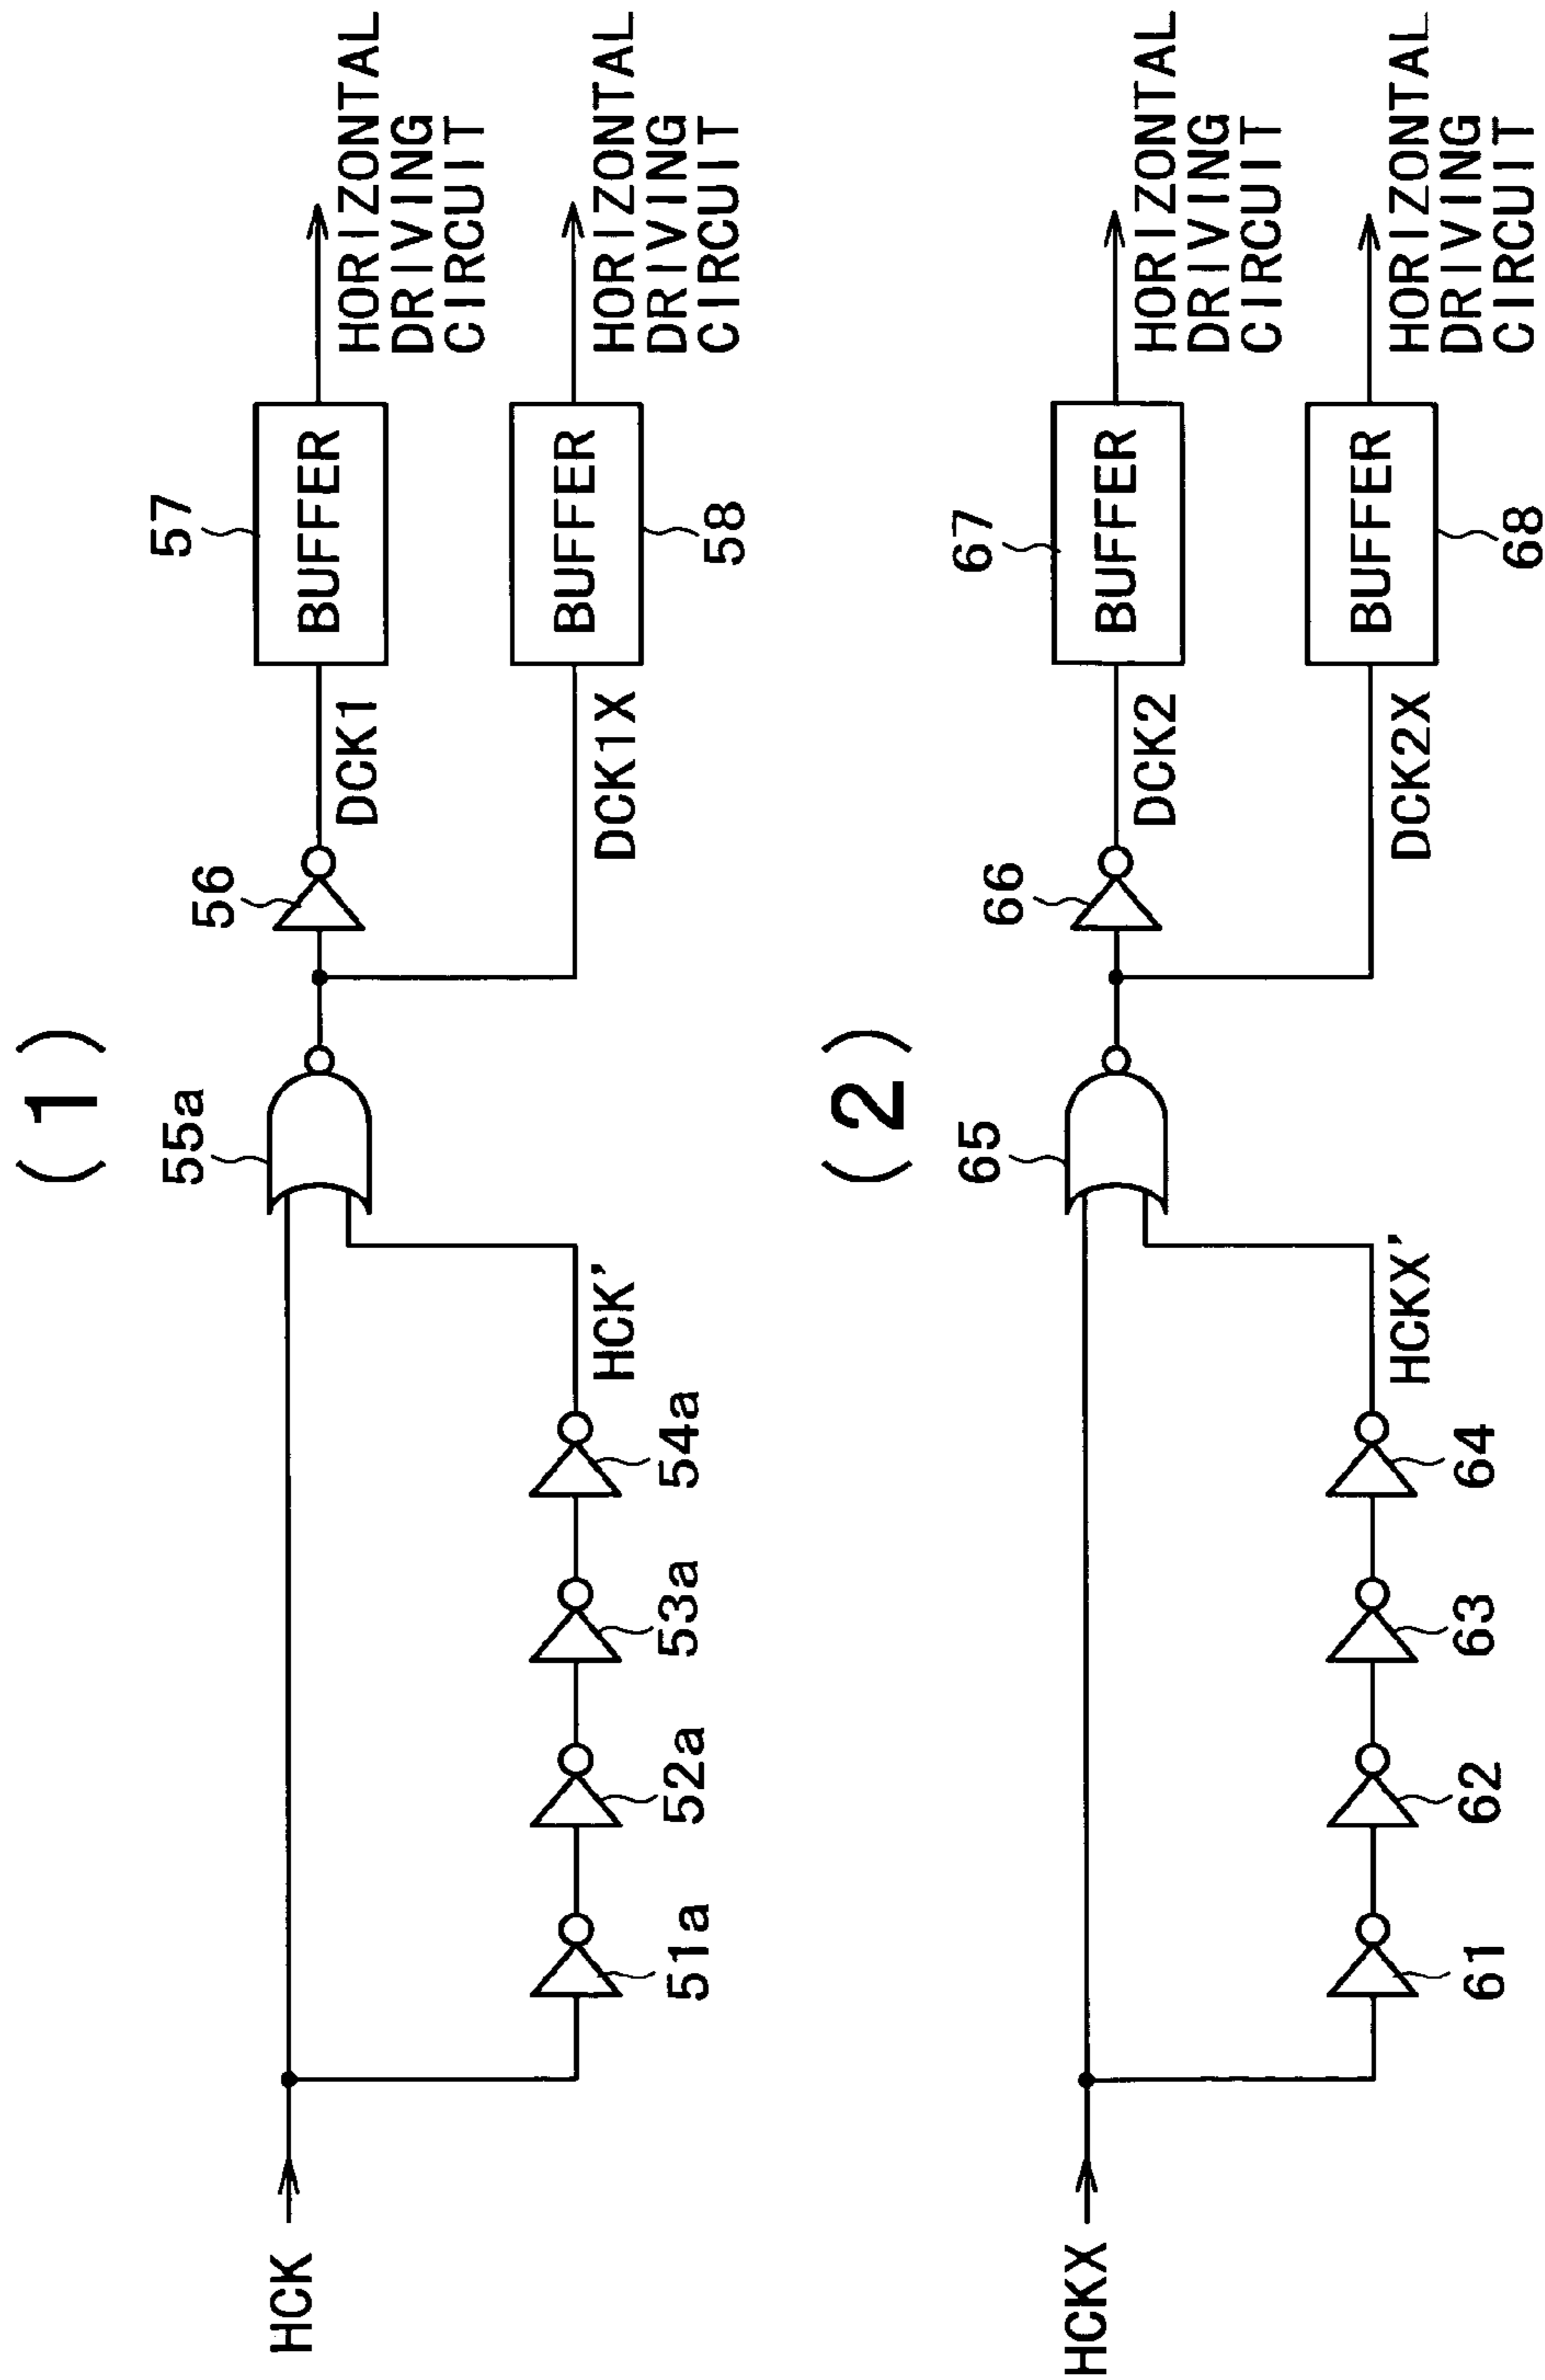 (1)
HCK
51a
52a
53a
54a
HCK'
55a
56
DCK1
DCK1X
57
BUFFER
HORIZONTAL
DRIVING
CIRCUIT
BUFFER
58
HORIZONTAL
DRIVING
CIRCUIT
(2)
HCKX
61
62
63
64
HCKX'
65
66
DCK2
DCK2X
67
BUFFER
HORIZONTAL
DRIVING
CIRCUIT
BUFFER
68
HORIZONTAL
DRIVING
CIRCUIT